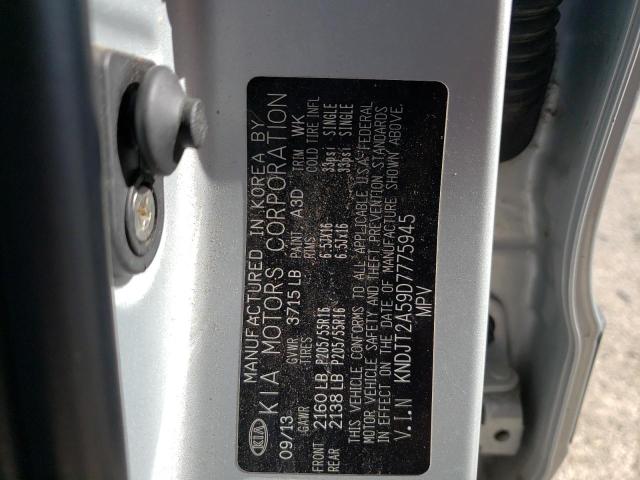 MANUFACTURED IN KOREA BY
KIA KIA MOTORS CORPORATION
09/13 GVWR 3715 LB PAINT A3D TRIM WK
GAWR TIRES RIMS COLD TIRE INFL
FRONT 2160 LB P205/55R16 6.5Jx16 33psi SINGLE
REAR 2138 LB P205/55R16 6.5Jx16 33psi SINGLE
THIS VEHICLE CONFORMS TO ALL APPLICABLE U.S.A FEDERAL
MOTOR VEHICLE SAFETY AND THEFT PREVENTION STANDARDS
IN EFFECT ON THE DATE OF MANUFACTURE SHOWN ABOVE.
V.I.N KNDJT2A59D7775945
MPV